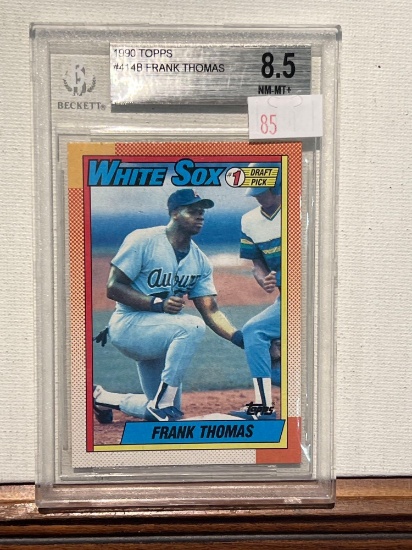 1990 TOPPS
#414B FRANK THOMAS
8.5
NM-MT+
BECKETT®
85
WHITE SOX
#1 DRAFT PICK
Auburn
Topps
FRANK THOMAS